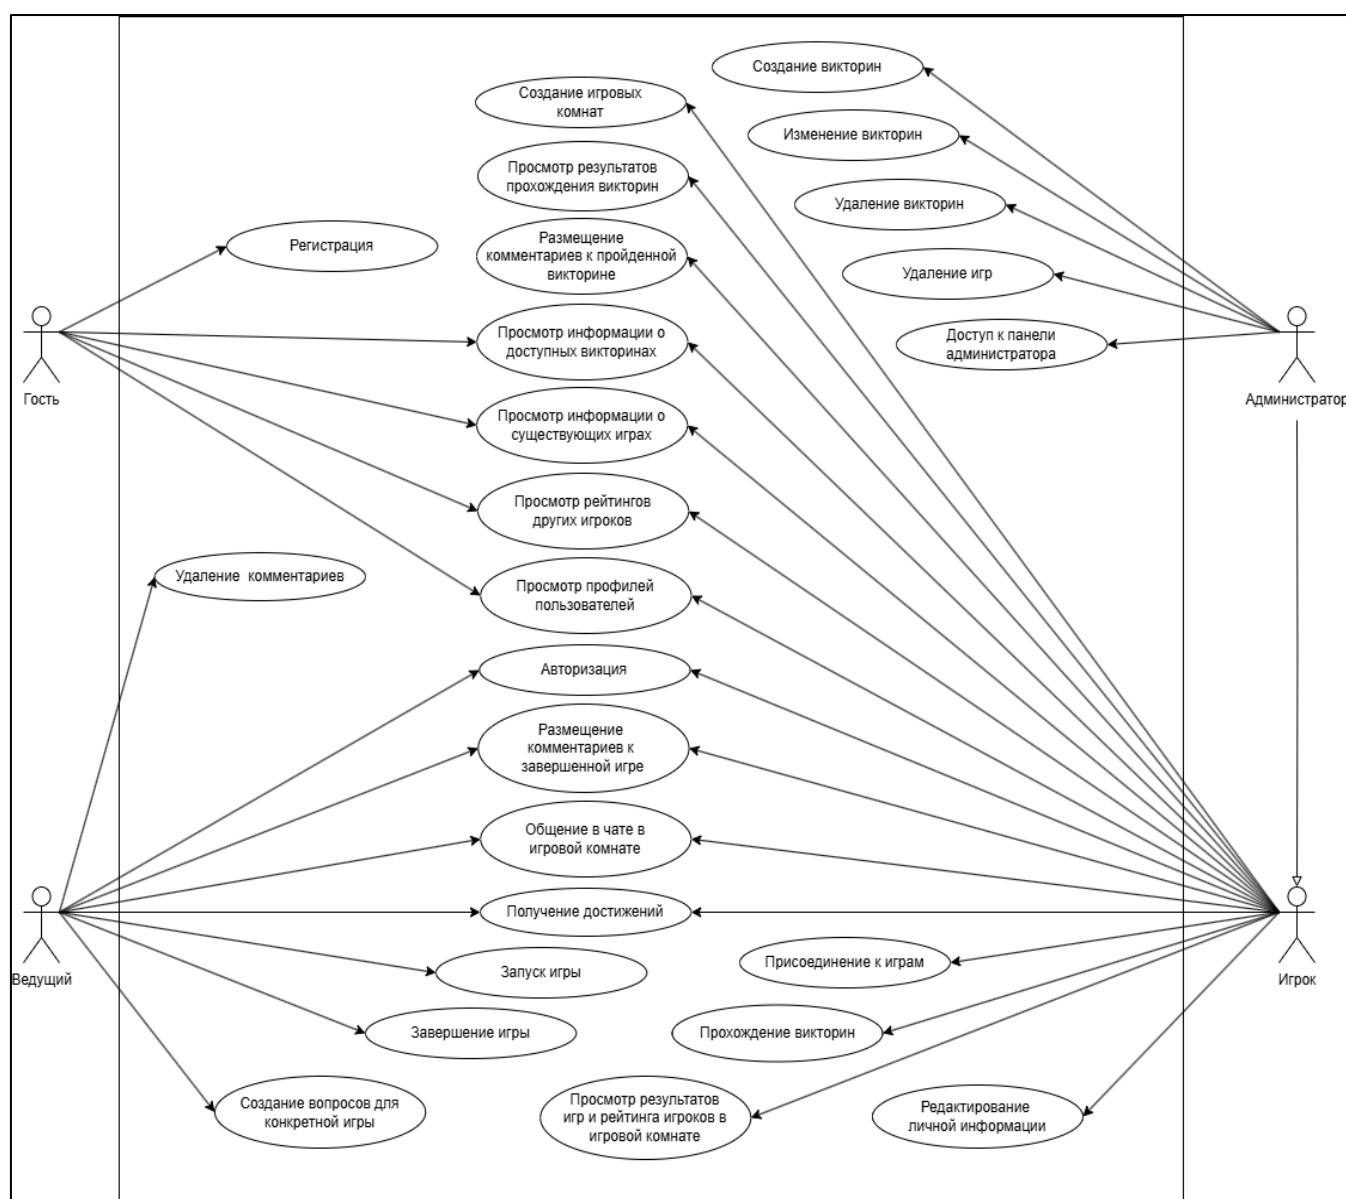 Создание викторин
Создание игровых
комнат
Изменение викторин
Просмотр результатов
прохождения викторин
Удаление викторин
Регистрация
Размещение
комментариев к пройденной
викторине
Удаление игр
Просмотр информации о
доступных викторинах
Доступ к панели
администратора
Гость
Администратор
Просмотр информации о
существующих играх
Просмотр рейтингов
других игроков
Удаление комментариев
Просмотр профилей
пользователей
Авторизация
Размещение
комментариев к
завершенной игре
Общение в чате в
игровой комнате
Получение достижений
Ведущий
Запуск игры
Присоединение к играм
Игрок
Завершение игры
Прохождение викторин
Создание вопросов для
конкретной игры
Просмотр результатов
игр и рейтинга игроков в
игровой комнате
Редактирование
личной информации